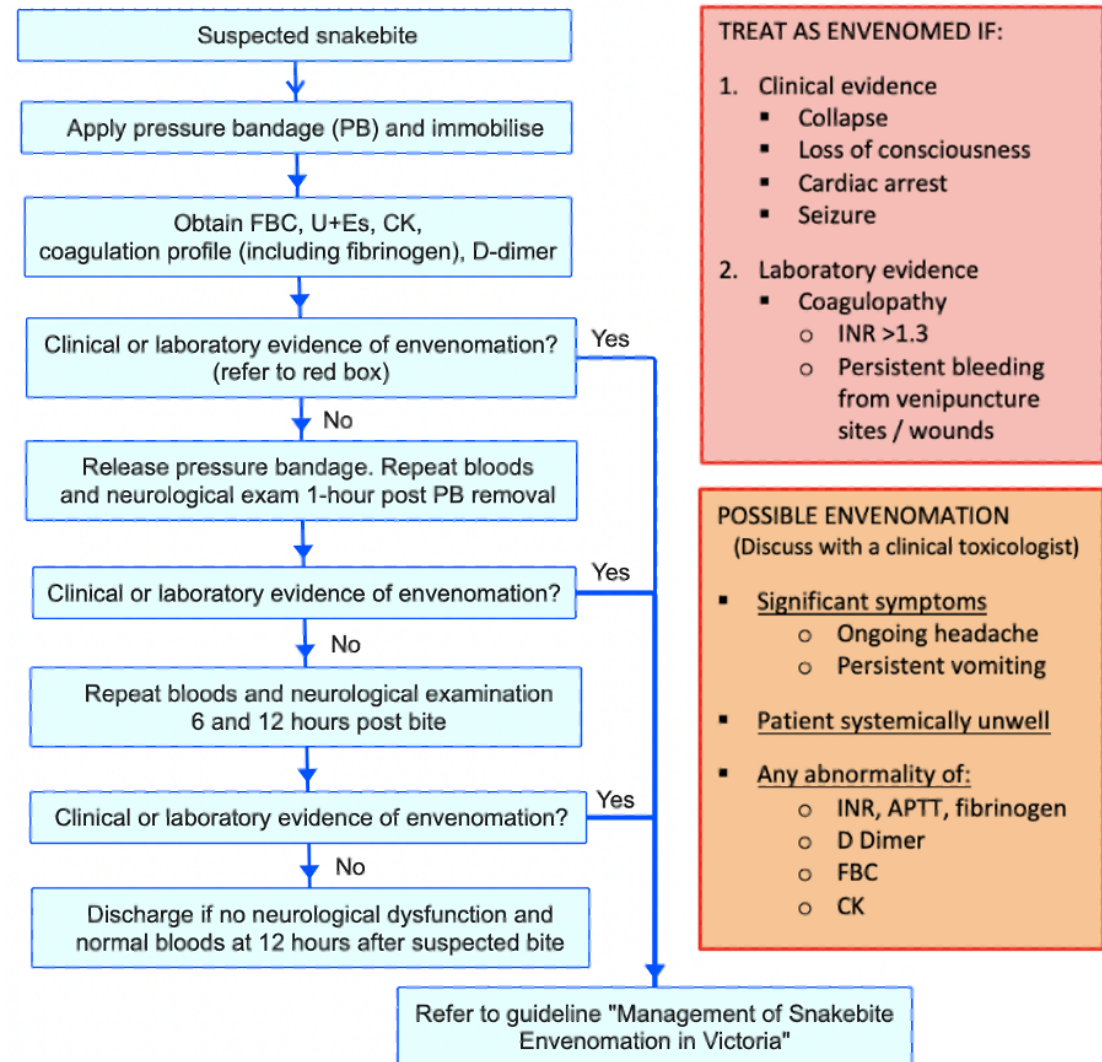 Suspected snakebite
Apply pressure bandage (PB) and immobilise
Obtain FBC, U+Es, CK,
coagulation profile (including fibrinogen), D-dimer
Clinical or laboratory evidence of envenomation?
(refer to red box)
Yes
No
Release pressure bandage. Repeat bloods
and neurological exam 1-hour post PB removal
Clinical or laboratory evidence of envenomation?
Yes
No
Repeat bloods and neurological examination
6 and 12 hours post bite
Clinical or laboratory evidence of envenomation?
Yes
No
Discharge if no neurological dysfunction and
normal bloods at 12 hours after suspected bite
Refer to guideline "Management of Snakebite
Envenomation in Victoria"
TREAT AS ENVENOMED IF:
1. Clinical evidence
▪ Collapse
▪ Loss of consciousness
▪ Cardiac arrest
▪ Seizure
2. Laboratory evidence
▪ Coagulopathy
o INR >1.3
o Persistent bleeding
from venipuncture
sites / wounds
POSSIBLE ENVENOMATION
(Discuss with a clinical toxicologist)
▪ Significant symptoms
o Ongoing headache
o Persistent vomiting
▪ Patient systemically unwell
▪ Any abnormality of:
o INR, APTT, fibrinogen
o D Dimer
o FBC
o CK